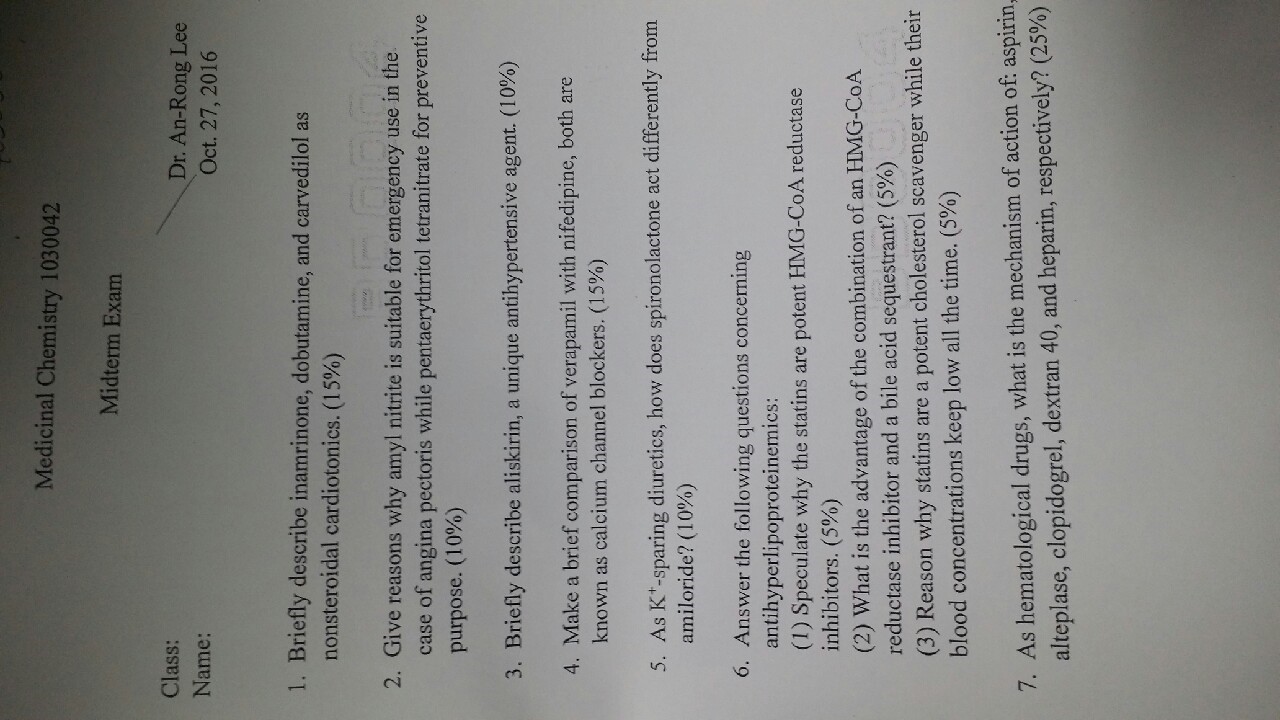 Medicinal Chemistry 1030042
Midterm Exam
Class:
Name:
Dr. An-Rong Lee
Oct. 27, 2016
1. Briefly describe inamrinone, dobutamine, and carvedilol as
nonsteroidal cardiotonics. (15%)
2. Give reasons why amyl nitrite is suitable for emergency use in the
case of angina pectoris while pentaerythritol tetranitrate for preventive
purpose. (10%)
3. Briefly describe aliskirin, a unique antihypertensive agent. (10%)
4. Make a brief comparison of verapamil with nifedipine, both are
known as calcium channel blockers. (15%)
5. As K⁺-sparing diuretics, how does spironolactone act differently from
amiloride? (10%)
6. Answer the following questions concerning
antihyperlipoproteinemics:
(1) Speculate why the statins are potent HMG-CoA reductase
inhibitors. (5%)
(2) What is the advantage of the combination of an HMG-CoA
reductase inhibitor and a bile acid sequestrant? (5%)
(3) Reason why statins are a potent cholesterol scavenger while their
blood concentrations keep low all the time. (5%)
7. As hematological drugs, what is the mechanism of action of: aspirin,
alteplase, clopidogrel, dextran 40, and heparin, respectively? (25%)